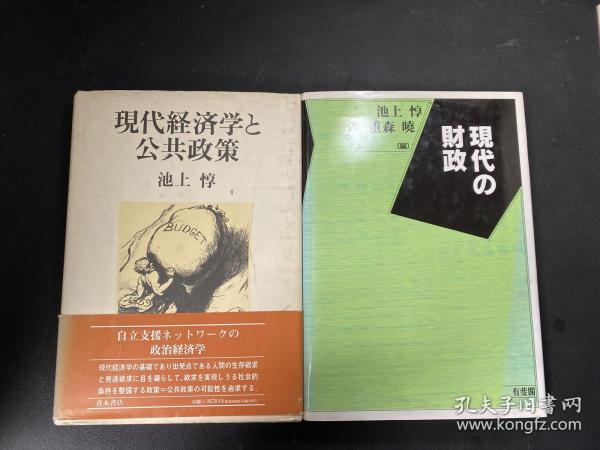 現代経済学と
公共政策
池上 惇
BUDGET
自立支援ネットワークの
政治経済学
現代経済学の基礎であり出発点である人間の生存欲求
と発達欲求に目を凝らして、欲求を実現しうる社会的
条件を整備する政策=公共政策の可能性を追求する。
青木書店
池上 惇
重森 曉
[編]
現代の
財政
有斐閣
孔夫子旧书网
www.kongfz.com